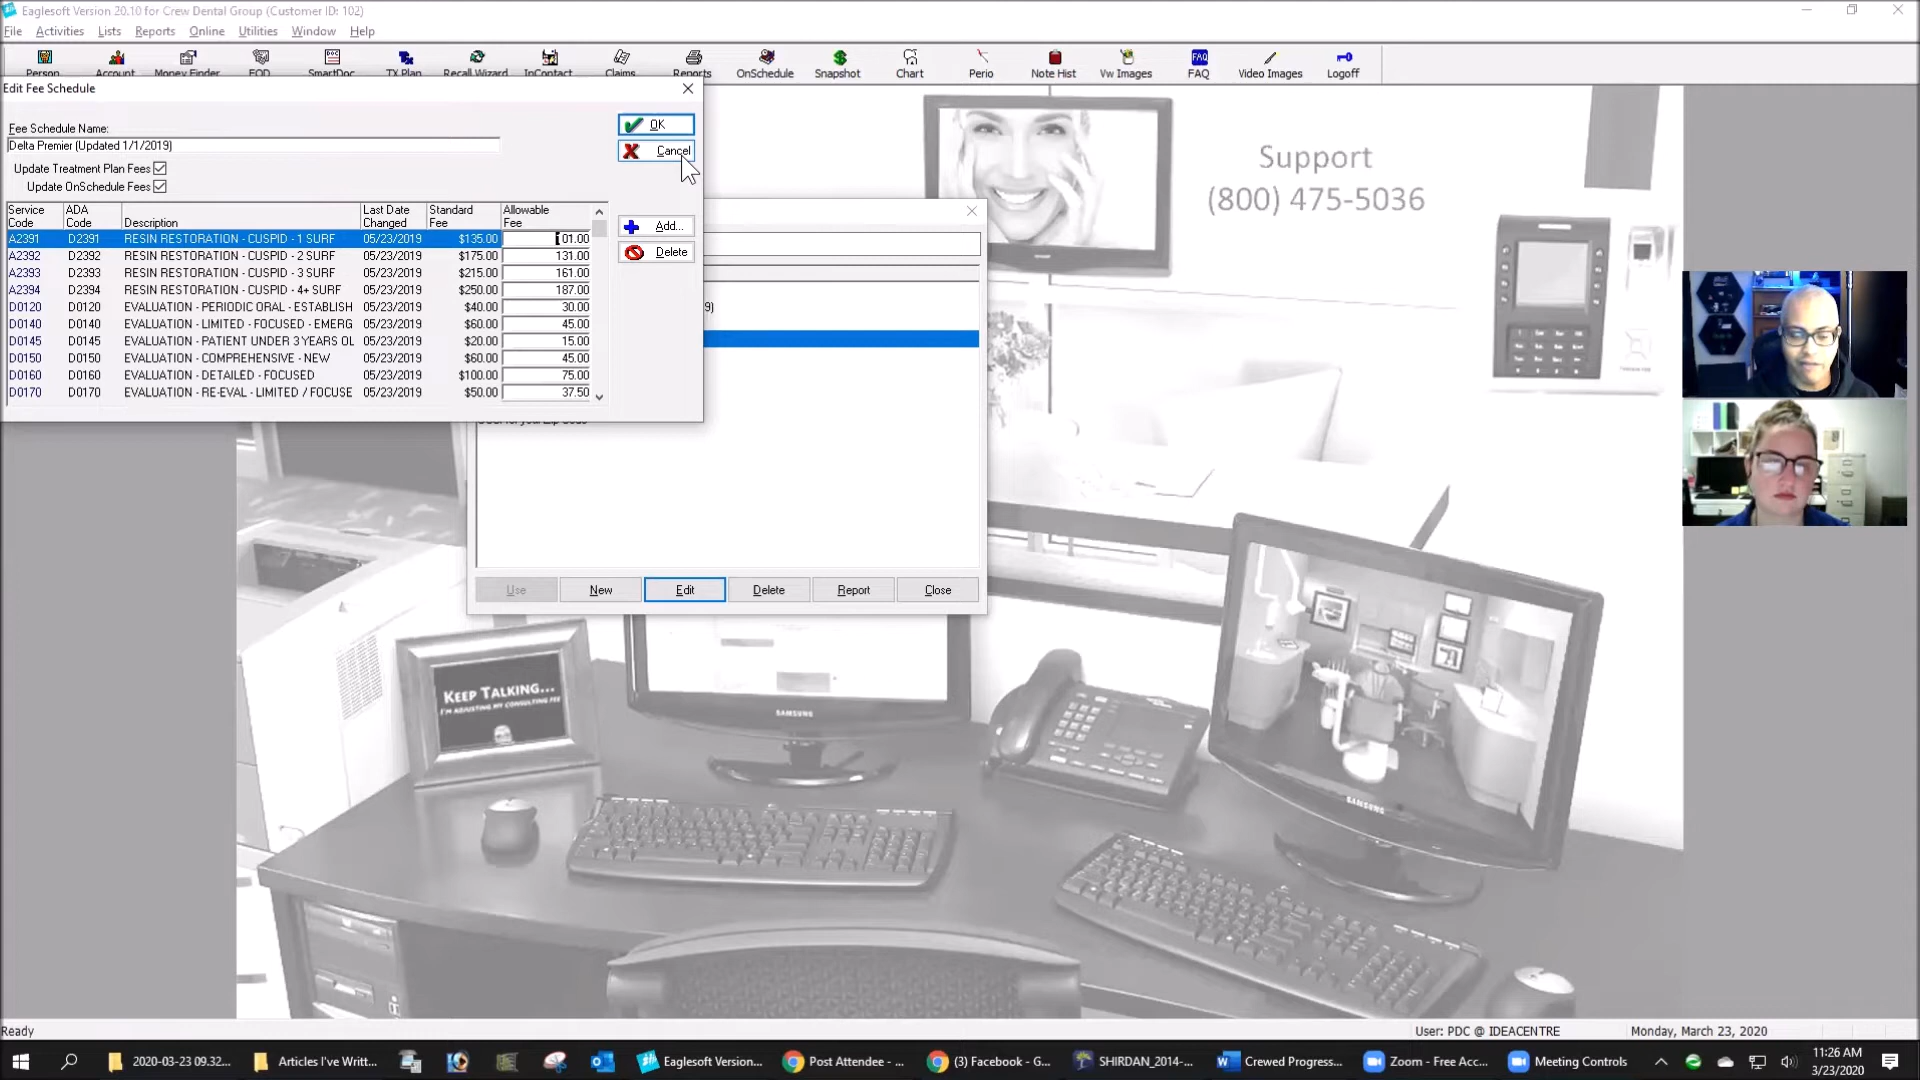 Eaglesoft Version 20.10 for Crew Dental Group (Customer ID: 102)
File Activities Lists Reports Online Utilities Window Help
Person Account Money Finder EOD SmartDoc TX Plan Recall Wizard InContact Claims Reports OnSchedule Snapshot Chart Perio Note Hist Vw Images FAQ Video Images Logoff
Edit Fee Schedule
Fee Schedule Name:
Delta Premier (Updated 1/1/2019)
Update Treatment Plan Fees
Update OnSchedule Fees
OK
Cancel
Add...
Delete
Service Code ADA Code Description Last Date Changed Standard Fee Allowable Fee
A2391 D2391 RESIN RESTORATION - CUSPID - 1 SURF 05/23/2019 $135.00 101.00
A2392 D2392 RESIN RESTORATION - CUSPID - 2 SURF 05/23/2019 $175.00 131.00
A2393 D2393 RESIN RESTORATION - CUSPID - 3 SURF 05/23/2019 $215.00 161.00
A2394 D2394 RESIN RESTORATION - CUSPID - 4+ SURF 05/23/2019 $250.00 187.00
D0120 D0120 EVALUATION - PERIODIC ORAL - ESTABLISH 05/23/2019 $40.00 30.00
D0140 D0140 EVALUATION - LIMITED - FOCUSED - EMERG 05/23/2019 $60.00 45.00
D0145 D0145 EVALUATION - PATIENT UNDER 3 YEARS OL 05/23/2019 $20.00 15.00
D0150 D0150 EVALUATION - COMPREHENSIVE - NEW 05/23/2019 $60.00 45.00
D0160 D0160 EVALUATION - DETAILED - FOCUSED 05/23/2019 $100.00 75.00
D0170 D0170 EVALUATION - RE-EVAL - LIMITED / FOCUSE 05/23/2019 $50.00 37.50
9)
Use New Edit Delete Report Close
Support
(800) 475-5036
KEEP TALKING...
I'M ADJUSTING MY CONSULTING FEE
SAMSUNG
SAMSUNG
Ready
User: PDC @ IDEACENTRE
Monday, March 23, 2020
2020-03-23 09.32...
Articles I've Writt...
Eaglesoft Version...
Post Attendee - ...
(3) Facebook - G...
SHIRDAN_2014-...
Crewed Progress...
Zoom - Free Acc...
Meeting Controls
11:26 AM
3/23/2020